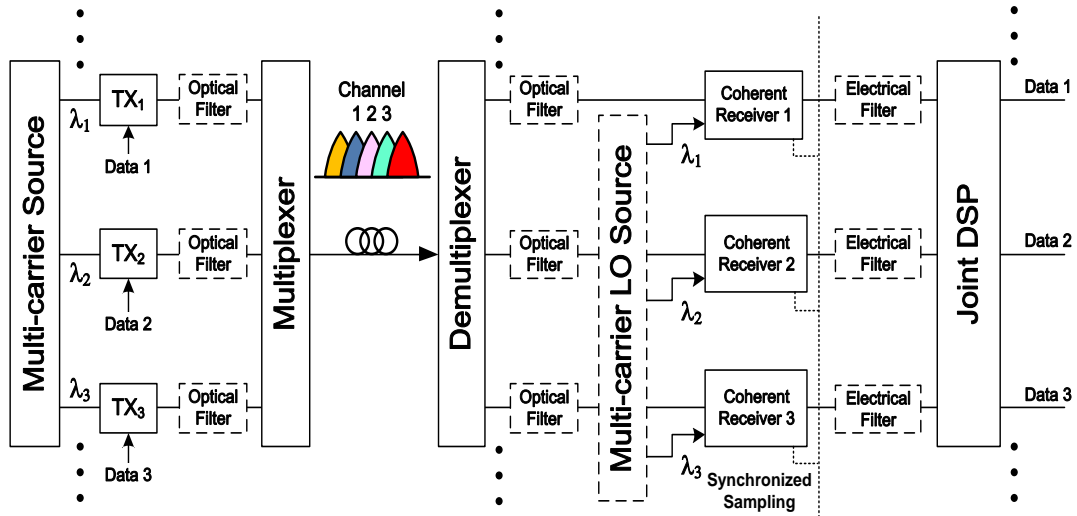 Multi-carrier Source
λ1
TX1
Data 1
Optical
Filter
λ2
TX2
Data 2
Optical
Filter
λ3
TX3
Data 3
Optical
Filter
Multiplexer
Channel
1 2 3
Demultiplexer
Optical
Filter
Optical
Filter
Optical
Filter
Multi-carrier LO Source
λ1
Coherent
Receiver 1
λ2
Coherent
Receiver 2
λ3
Coherent
Receiver 3
Synchronized
Sampling
Electrical
Filter
Electrical
Filter
Electrical
Filter
Joint DSP
Data 1
Data 2
Data 3